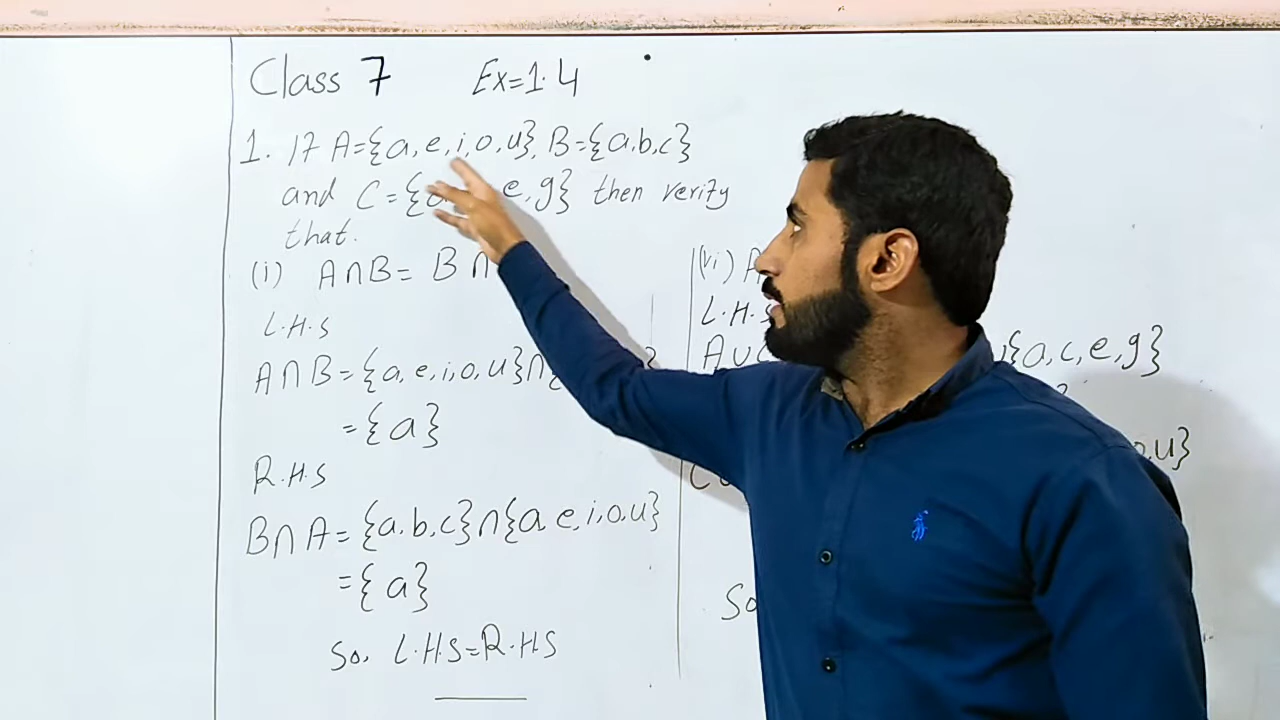 Class 7 Ex=1.4
1. If A={a,e,i,o,u}, B={a,b,c}
and C={a, e,g} then verify
that.
(i) A∩B= B∩
L.H.S
A∩B={a,e,i,o,u}∩{ }
={a}
R.H.S
B∩A={a,b,c}∩{a,e,i,o,u}
={a}
So, L.H.S=R.H.S
(vi) A
L.H.S
A∪C {a,c,e,g}
C∪ o,u}
So